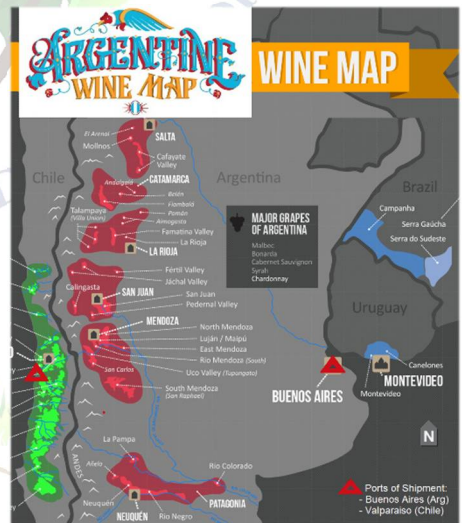 ARGENTINE
WINE MAP
WINE MAP
El Arenal
Molinos
SALTA
Cafayate
Valley
Chile
Argentina
Andalgalá
CATAMARCA
Belén
Fiambalá
Brazil
Talampaya
(Villa Unión)
Pomán
Aimogasta
Famatina Valley
La Rioja
LA RIOJA
MAJOR GRAPES
OF ARGENTINA
Malbec
Bonarda
Cabernet Sauvignon
Syrah
Chardonnay
Campanha
Serra Gaúcha
Serra do Sudeste
Fértil Valley
Jáchal Valley
Calingasta
SAN JUAN
San Juan
Pedernal Valley
Uruguay
MENDOZA
North Mendoza
Luján / Maipú
East Mendoza
Rio Mendoza (South)
Uco Valley (Tupungato)
San Carlos
South Mendoza
(San Raphael)
Canelones
MONTEVIDEO
Montevideo
BUENOS AIRES
N
La Pampa
ANDES
Añelo
Rio Colorado
Neuquén
PATAGONIA
NEUQUÉN
Rio Negro
Ports of Shipment:
- Buenos Aires (Arg)
- Valparaiso (Chile)